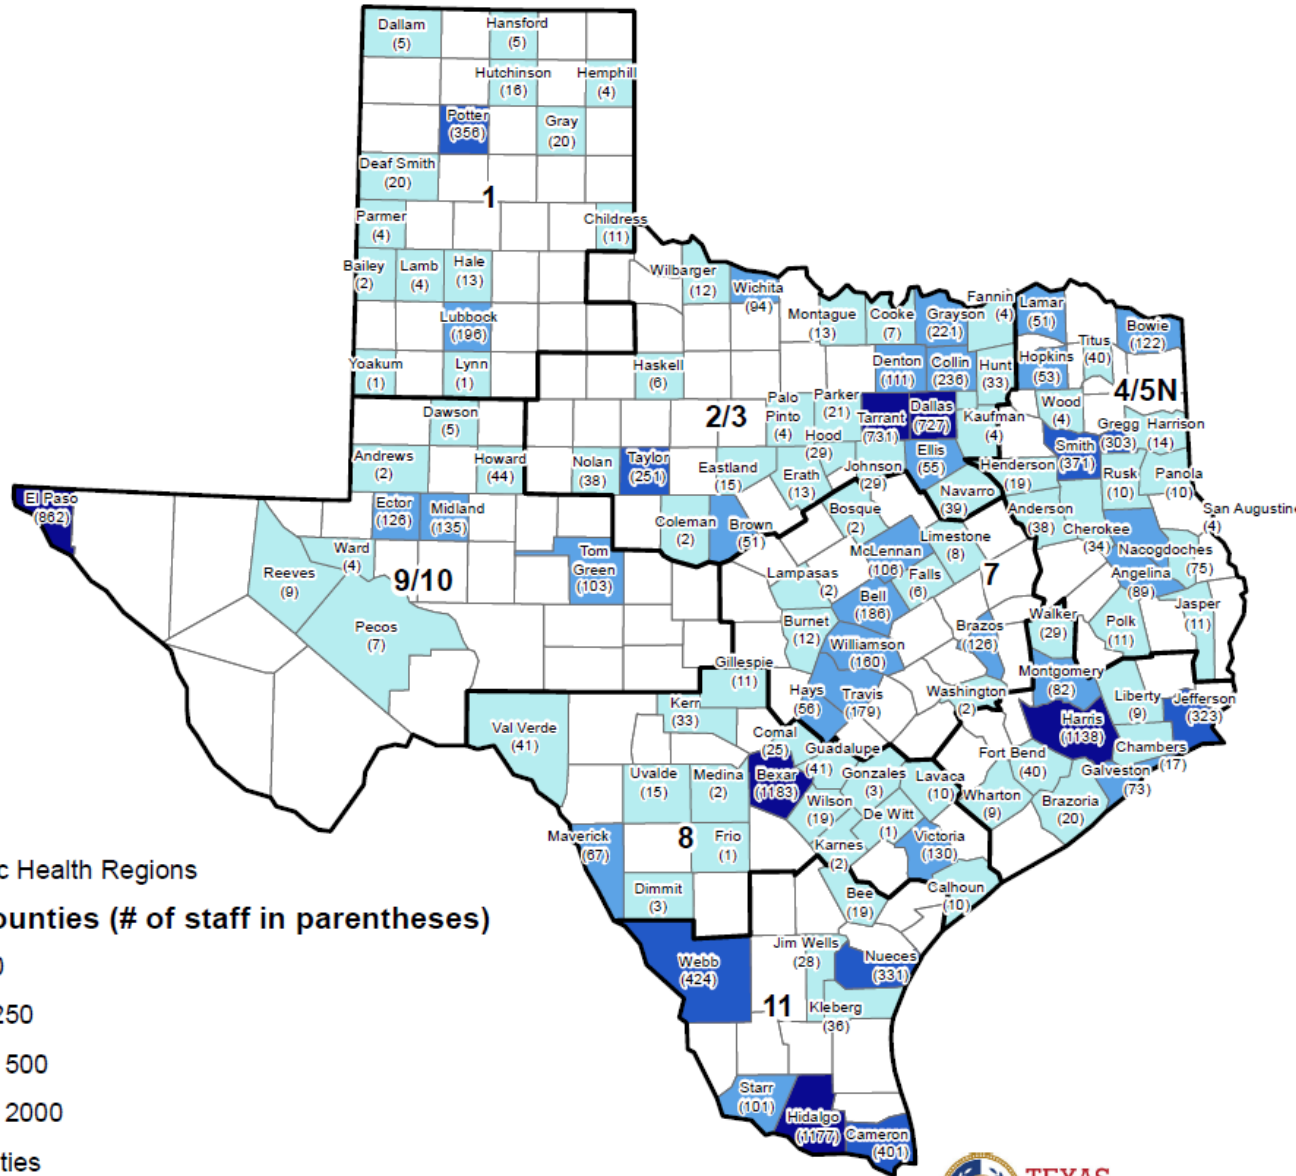 Dallam
(5)
Hansford
(5)
Hutchinson
(16)
Hemphill
(4)
Potter
(356)
Gray
(20)
Deaf Smith
(20)
1
Parmer
(4)
Childress
(11)
Bailey
(2)
Lamb
(4)
Hale
(13)
Lubbock
(196)
Yoakum
(1)
Lynn
(1)
Wilbarger
(12)
Wichita
(94)
Montague
(13)
Cooke
(7)
Grayson
(221)
Fannin
(4)
Lamar
(51)
Bowie
(122)
Titus
(40)
Haskell
(6)
Denton
(111)
Collin
(236)
Hunt
(33)
Hopkins
(53)
4/5N
Dawson
(5)
2/3
Palo
Pinto
(4)
Parker
(21)
Tarrant
(731)
Dallas
(727)
Kaufman
(4)
Wood
(4)
Gregg
(303)
Harrison
(14)
Andrews
(2)
Howard
(44)
Nolan
(38)
Taylor
(251)
Eastland
(15)
Hood
(29)
Erath
(13)
Johnson
(29)
Ellis
(55)
Henderson
(19)
Smith
(371)
Rusk
(10)
Panola
(10)
El Paso
(862)
Ector
(126)
Midland
(135)
Coleman
(2)
Brown
(51)
Bosque
(2)
Navarro
(39)
Anderson
(38)
Cherokee
(34)
San Augustine
(4)
Nacogdoches
(75)
Ward
(4)
Reeves
(9)
9/10
Tom
Green
(103)
McLennan
(106)
Limestone
(8)
7
Lampasas
(2)
Falls
(6)
Bell
(186)
Angelina
(89)
Jasper
(11)
Pecos
(7)
Burnet
(12)
Williamson
(160)
Brazos
(126)
Walker
(29)
Polk
(11)
Gillespie
(11)
Hays
(56)
Travis
(179)
Washington
(2)
Montgomery
(82)
Liberty
(9)
Jefferson
(323)
Val Verde
(41)
Kerr
(33)
Comal
(25)
Guadalupe
(41)
Harris
(1138)
Fort Bend
(40)
Chambers
(17)
Uvalde
(15)
Medina
(2)
Bexar
(1183)
Gonzales
(3)
Lavaca
(10)
Wharton
(9)
Galveston
(73)
Brazoria
(20)
Wilson
(19)
De Witt
(1)
Maverick
(67)
8
Frio
(1)
Karnes
(2)
Victoria
(130)
Dimmit
(3)
Bee
(19)
Calhoun
(10)
c Health Regions
ounties (# of staff in parentheses)
Webb
(424)
Jim Wells
(28)
Nueces
(331)
250
11
Kleberg
(36)
500
2000
Starr
(101)
Hidalgo
(1177)
Cameron
(401)
ties
TEXAS